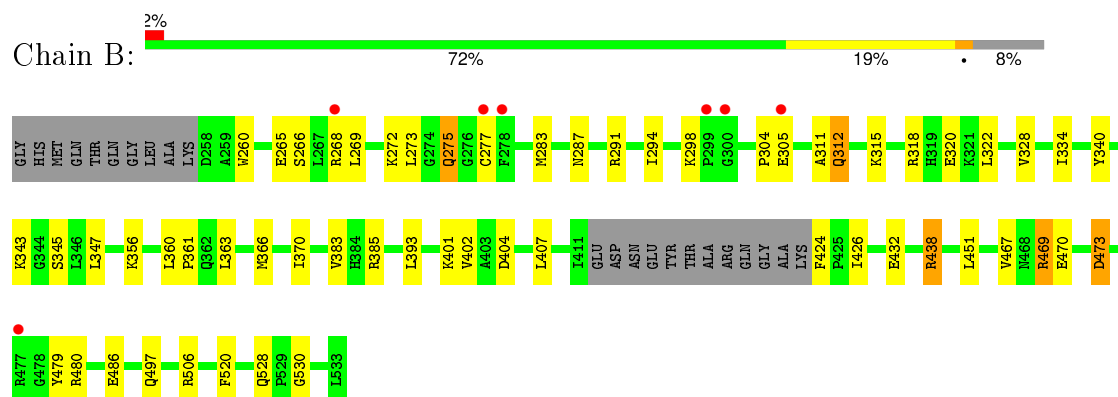 2%
Chain B:
72% 19% • 8%
GLY HIS MET GLN THR GLN GLY LEU ALA LYS D258 A259 W260 E265 S266 L267 R268 L269 K272 L273 G274 Q275 G276 C277 F278 M283 N287 R291 I294 K298 P299 G300 P304 E305 A311 Q312 K315 R318 H319 E320 K321 L322 V328 I334 Y340
K343 G344 S345 L346 L347 K356 L360 P361 Q362 L363 M366 I370 V383 H384 R385 L393 K401 V402 A403 D404 L407 I411 GLU ASP ASN GLU TYR THR ALA ARG GLN GLY ALA LYS F424 P425 I426 E432 R438 L451 V467 N468 R469 E470 D473
R477 G478 Y479 R480 E486 Q497 R506 F520 Q528 P529 G530 L533